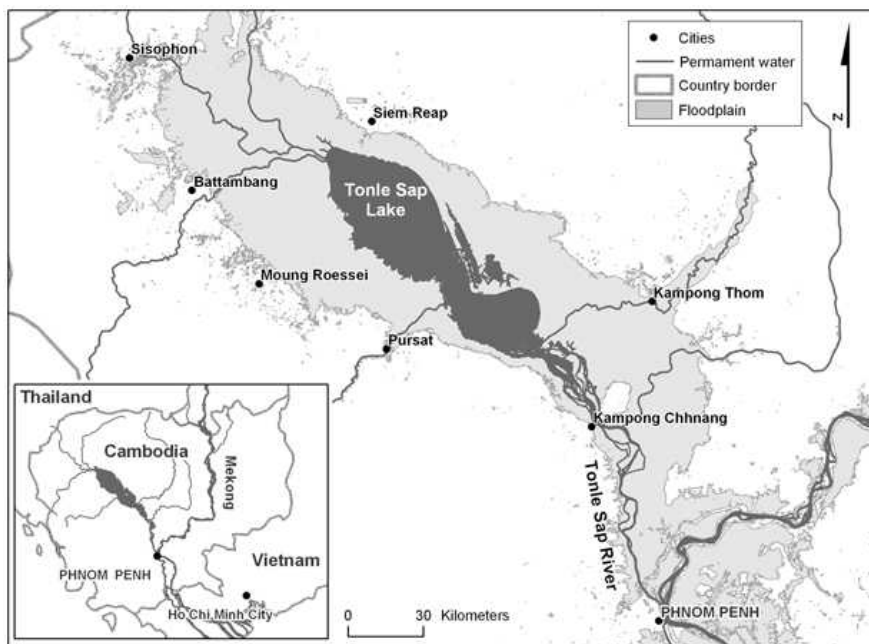 Cities
Permament water
Country border
Floodplain
N
Sisophon
Siem Reap
Battambang
Tonle Sap
Lake
Moung Roessei
Kampong Thom
Pursat
Kampong Chhnang
Tonle Sap River
PHNOM PENH
0 30 Kilometers
Thailand
Cambodia
Mekong
Vietnam
PHNOM PENH
Ho Chi Minh City